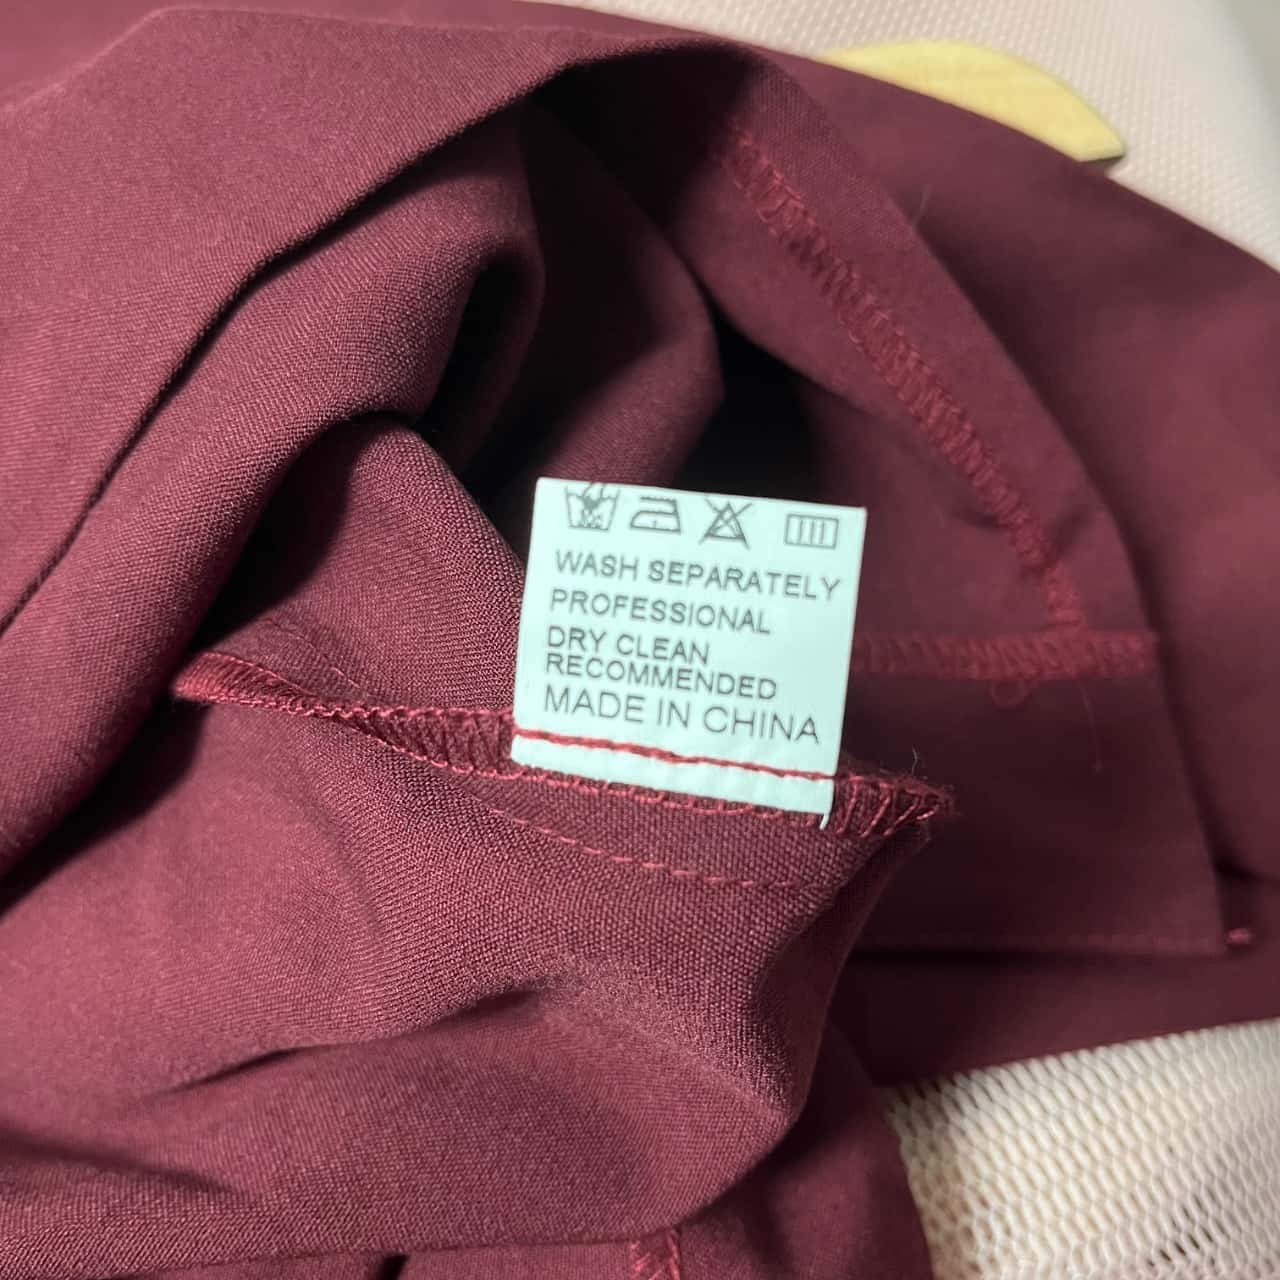 WASH SEPARATELY
PROFESSIONAL
DRY CLEAN
RECOMMENDED
MADE IN CHINA